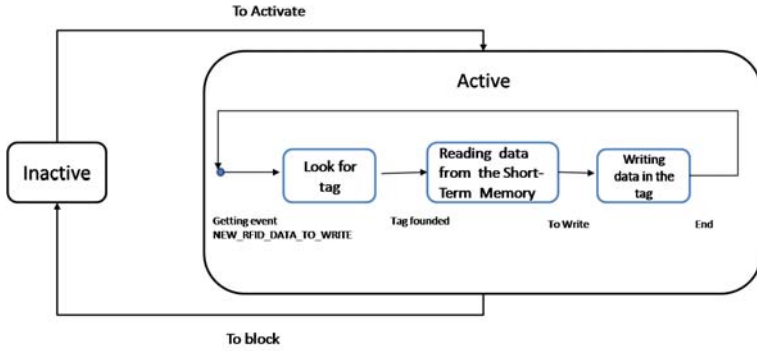 To Activate
Active
Inactive
Look for
tag
Reading data
from the Short-
Term Memory
Writing
data in the
tag
Getting event
NEW_RFID_DATA_TO_WRITE
Tag founded
To Write
End
To block